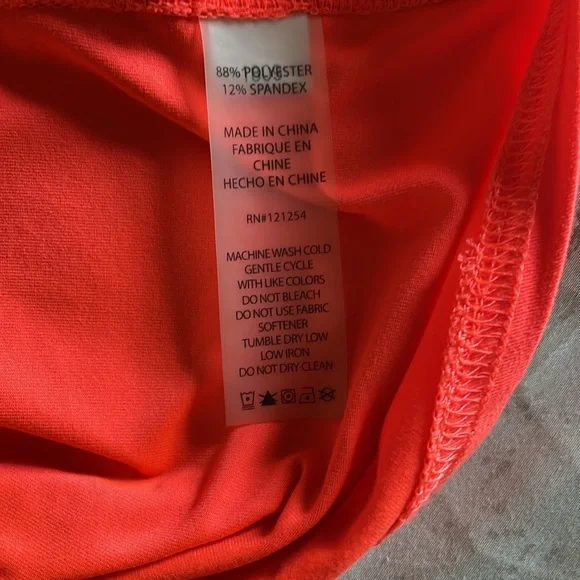 88% POLYESTER
12% SPANDEX
MADE IN CHINA
FABRIQUE EN
CHINE
HECHO EN CHINE
RN#121254
MACHINE WASH COLD
GENTLE CYCLE
WITH LIKE COLORS
DO NOT BLEACH
DO NOT USE FABRIC
SOFTENER
TUMBLE DRY LOW
LOW IRON
DO NOT DRY CLEAN